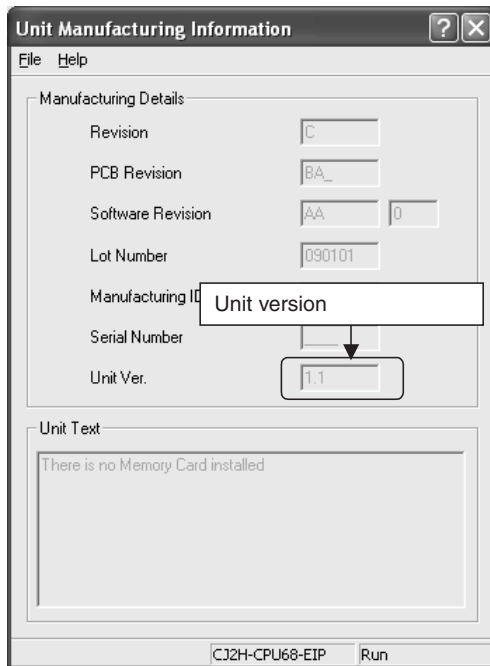 Unit Manufacturing Information
File Help
Manufacturing Details
Revision C
PCB Revision BA_
Software Revision AA 0
Lot Number 090101
Manufacturing ID
Unit version
Serial Number ____
Unit Ver. 1.1
Unit Text
There is no Memory Card installed
CJ2H-CPU68-EIP Run